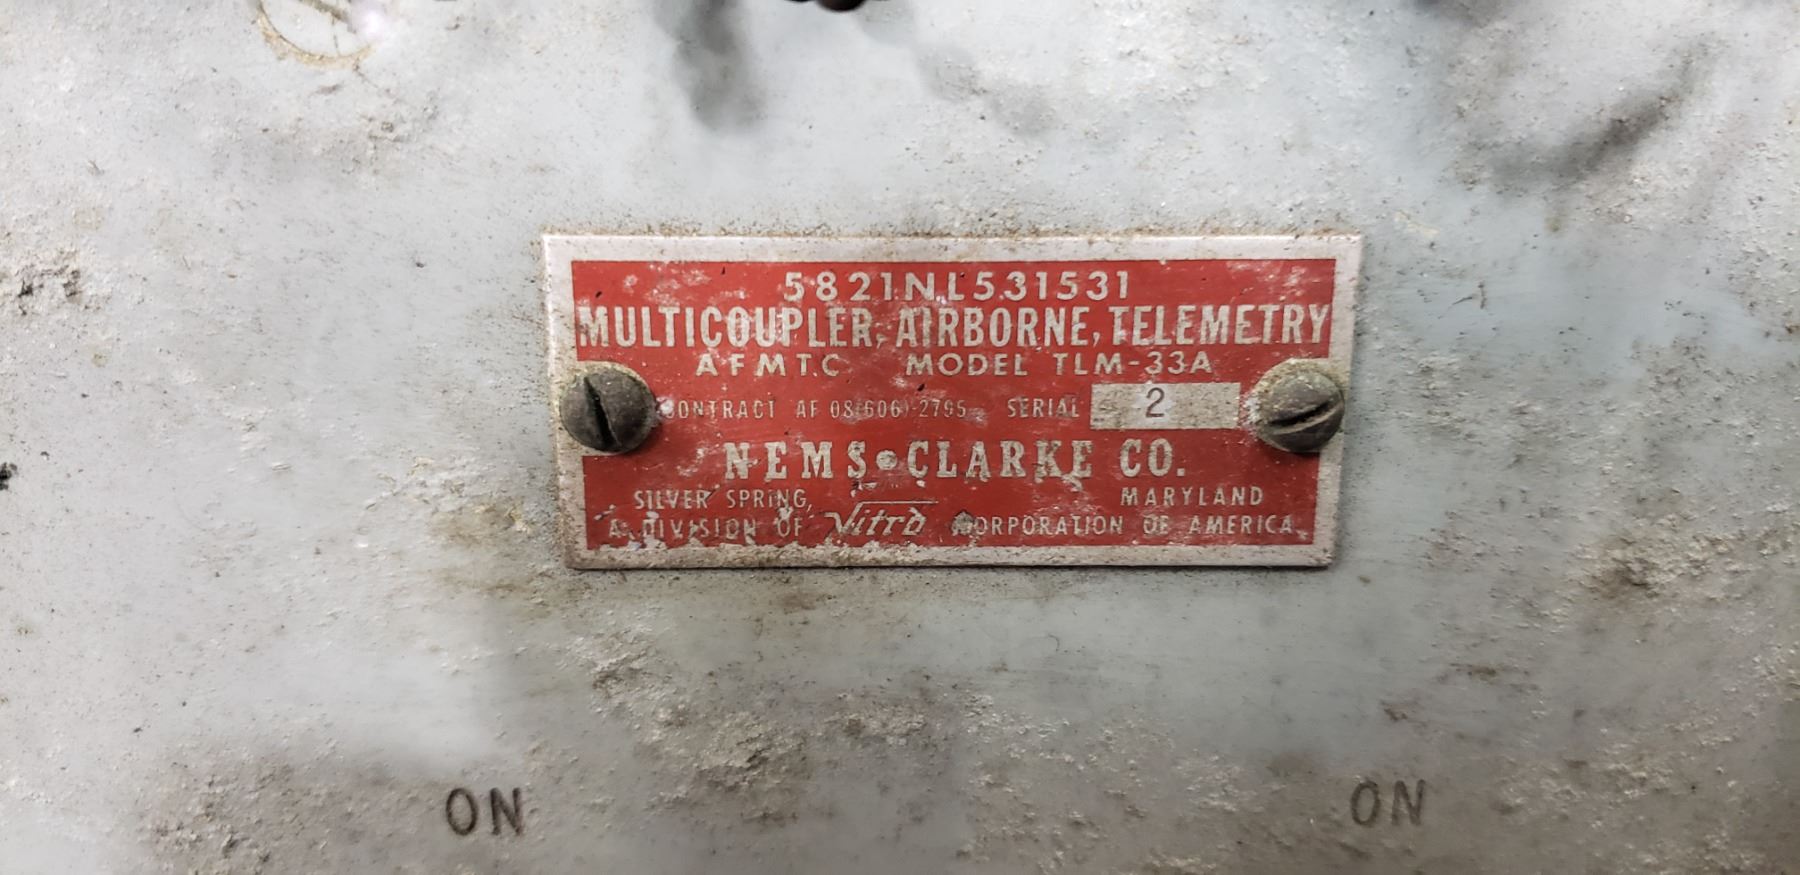 5821NL531531
MULTICOUPLER, AIRBORNE, TELEMETRY
AFMTC MODEL TLM-33A
CONTRACT AF 08(606)-2795 SERIAL 2
NEMS•CLARKE CO.
SILVER SPRING, MARYLAND
A DIVISION OF Vitro CORPORATION OF AMERICA
ON ON